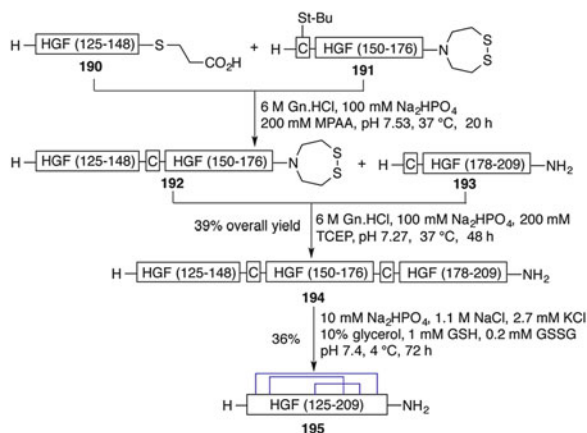 St-Bu
H HGF (125-148) S CO2H + H C HGF (150-176) N S S
190 191
6 M Gn.HCl, 100 mM Na2HPO4
200 mM MPAA, pH 7.53, 37 °C, 20 h
H HGF (125-148) C HGF (150-176) N S S + H C HGF (178-209) NH2
192 193
39% overall yield 6 M Gn.HCl, 100 mM Na2HPO4, 200 mM
TCEP, pH 7.27, 37 °C, 48 h
H HGF (125-148) C HGF (150-176) C HGF (178-209) NH2
194
10 mM Na2HPO4, 1.1 M NaCl, 2.7 mM KCl
36% 10% glycerol, 1 mM GSH, 0.2 mM GSSG
pH 7.4, 4 °C, 72 h
H HGF (125-209) NH2
195